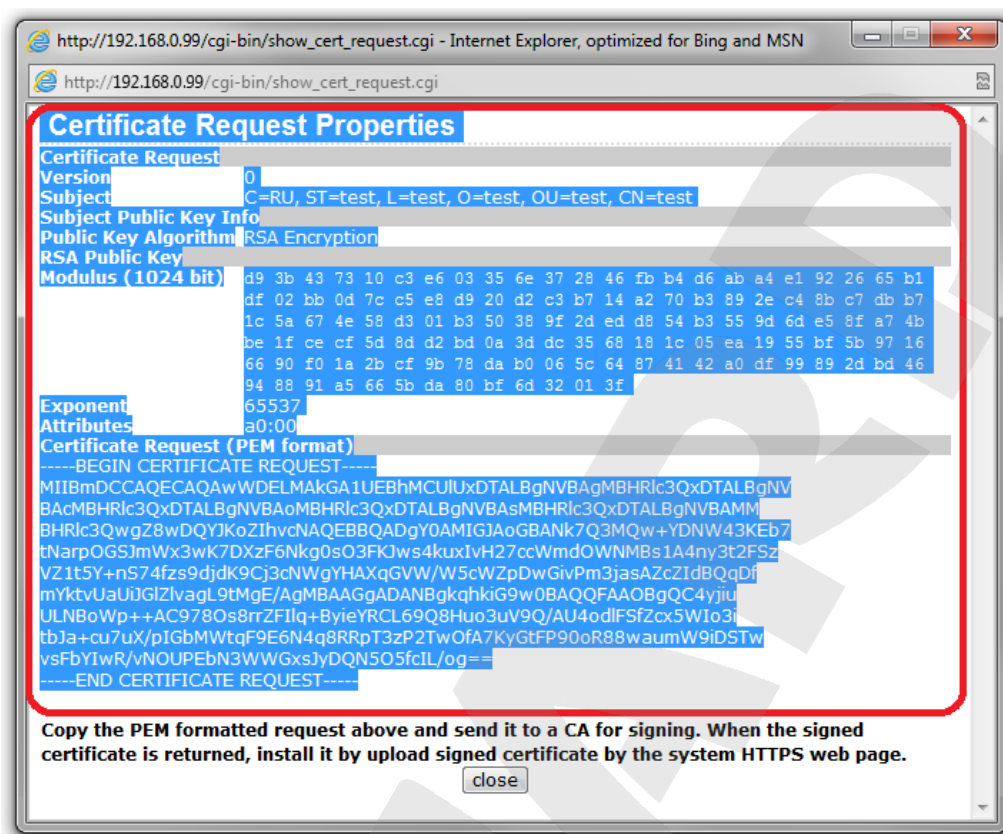 http://192.168.0.99/cgi-bin/show_cert_request.cgi - Internet Explorer, optimized for Bing and MSN
http://192.168.0.99/cgi-bin/show_cert_request.cgi
Certificate Request Properties
Certificate Request
Version 0
Subject C=RU, ST=test, L=test, O=test, OU=test, CN=test
Subject Public Key Info
Public Key Algorithm RSA Encryption
RSA Public Key
Modulus (1024 bit) d9 3b 43 73 10 c3 e6 03 35 6e 37 28 46 fb b4 d6 ab a4 e1 92 26 65 b1
df 02 bb 0d 7c c5 e8 d9 20 d2 c3 b7 14 a2 70 b3 89 2e c4 8b c7 db b7
1c 5a 67 4e 58 d3 01 b3 50 38 9f 2d ed d8 54 b3 55 9d 6d e5 8f a7 4b
be 1f ce cf 5d 8d d2 bd 0a 3d dc 35 68 18 1c 05 ea 19 55 bf 5b 97 16
66 90 f0 1a 2b cf 9b 78 da b0 06 5c 64 87 41 42 a0 df 99 89 2d bd 46
94 88 91 a5 66 5b da 80 bf 6d 32 01 3f
Exponent 65537
Attributes a0:00
Certificate Request (PEM format)
-----BEGIN CERTIFICATE REQUEST-----
MIIBmDCCAQECAQAwWDELMAkGA1UEBhMCUlUxDTALBgNVBAgMBHRlc3QxDTALBgNV
BAcMBHRlc3QxDTALBgNVBAoMBHRlc3QxDTALBgNVBAsMBHRlc3QxDTALBgNVBAMM
BHRlc3QwgZ8wDQYJKoZIhvcNAQEBBQADgY0AMIGJAoGBANk7Q3MQw+YDNW43KEb7
tNarpOGSJmWx3wK7DXzF6Nkg0sO3FKJws4kuxIvH27ccWmdOWNMBs1A4ny3t2FSz
VZ1t5Y+nS74fzs9djdK9Cj3cNWgYHAXqGVW/W5cWZpDwGivPm3jasAZcZIdBQqDf
mYktvUaUiJGlZlvagL9tMgE/AgMBAAGgADANBgkqhkiG9w0BAQQFAAOBgQC4yjiu
ULNBoWp++AC978Os8rrZFIlq+ByieYRCL69Q8Huo3uV9Q/AU4odlFSfZcx5WIo3i
tbJa+cu7uX/pIGbMWtqF9E6N4q8RRpT3zP2TwOfA7KyGtFP90oR88waumW9iDSTw
vsFbYIwR/vNOUPEbN3WWGxsJyDQN5O5fcIL/og==
-----END CERTIFICATE REQUEST-----
Copy the PEM formatted request above and send it to a CA for signing. When the signed
certificate is returned, install it by upload signed certificate by the system HTTPS web page.
close